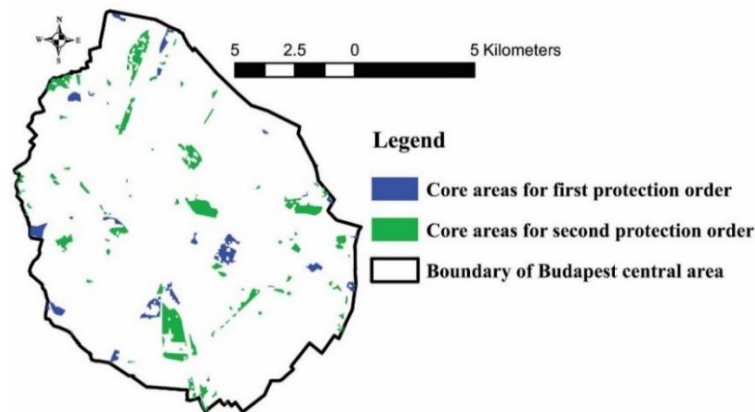 N
W E
S
5 2.5 0 5 Kilometers
Legend
Core areas for first protection order
Core areas for second protection order
Boundary of Budapest central area